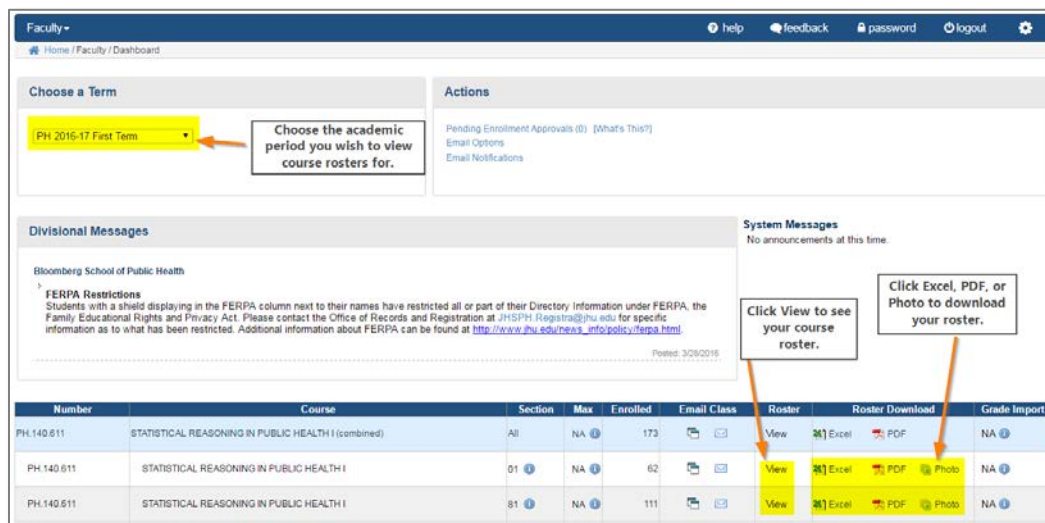 Faculty
help feedback password logout
Home / Faculty / Dashboard
Choose a Term
PH 2016-17 First Term
Choose the academic
period you wish to view
course rosters for.
Actions
Pending Enrollment Approvals (0) [What's This?]
Email Options
Email Notifications
Divisional Messages
Bloomberg School of Public Health
FERPA Restrictions
Students with a shield displaying in the FERPA column next to their names have restricted all or part of their Directory Information under FERPA, the
Family Educational Rights and Privacy Act. Please contact the Office of Records and Registration at JHSPH.Registra@jhu.edu for specific
information as to what has been restricted. Additional information about FERPA can be found at http://www.jhu.edu/news_info/policy/ferpa.html.
Posted: 3/28/2016
System Messages
No announcements at this time.
Click View to see
your course
roster.
Click Excel, PDF, or
Photo to download
your roster.
Number Course Section Max Enrolled Email Class Roster Roster Download Grade Import
PH.140.611 STATISTICAL REASONING IN PUBLIC HEALTH I (combined) All NA 173 View Excel PDF NA
PH.140.611 STATISTICAL REASONING IN PUBLIC HEALTH I 01 NA 62 View Excel PDF Photo NA
PH.140.611 STATISTICAL REASONING IN PUBLIC HEALTH I 81 NA 111 View Excel PDF Photo NA